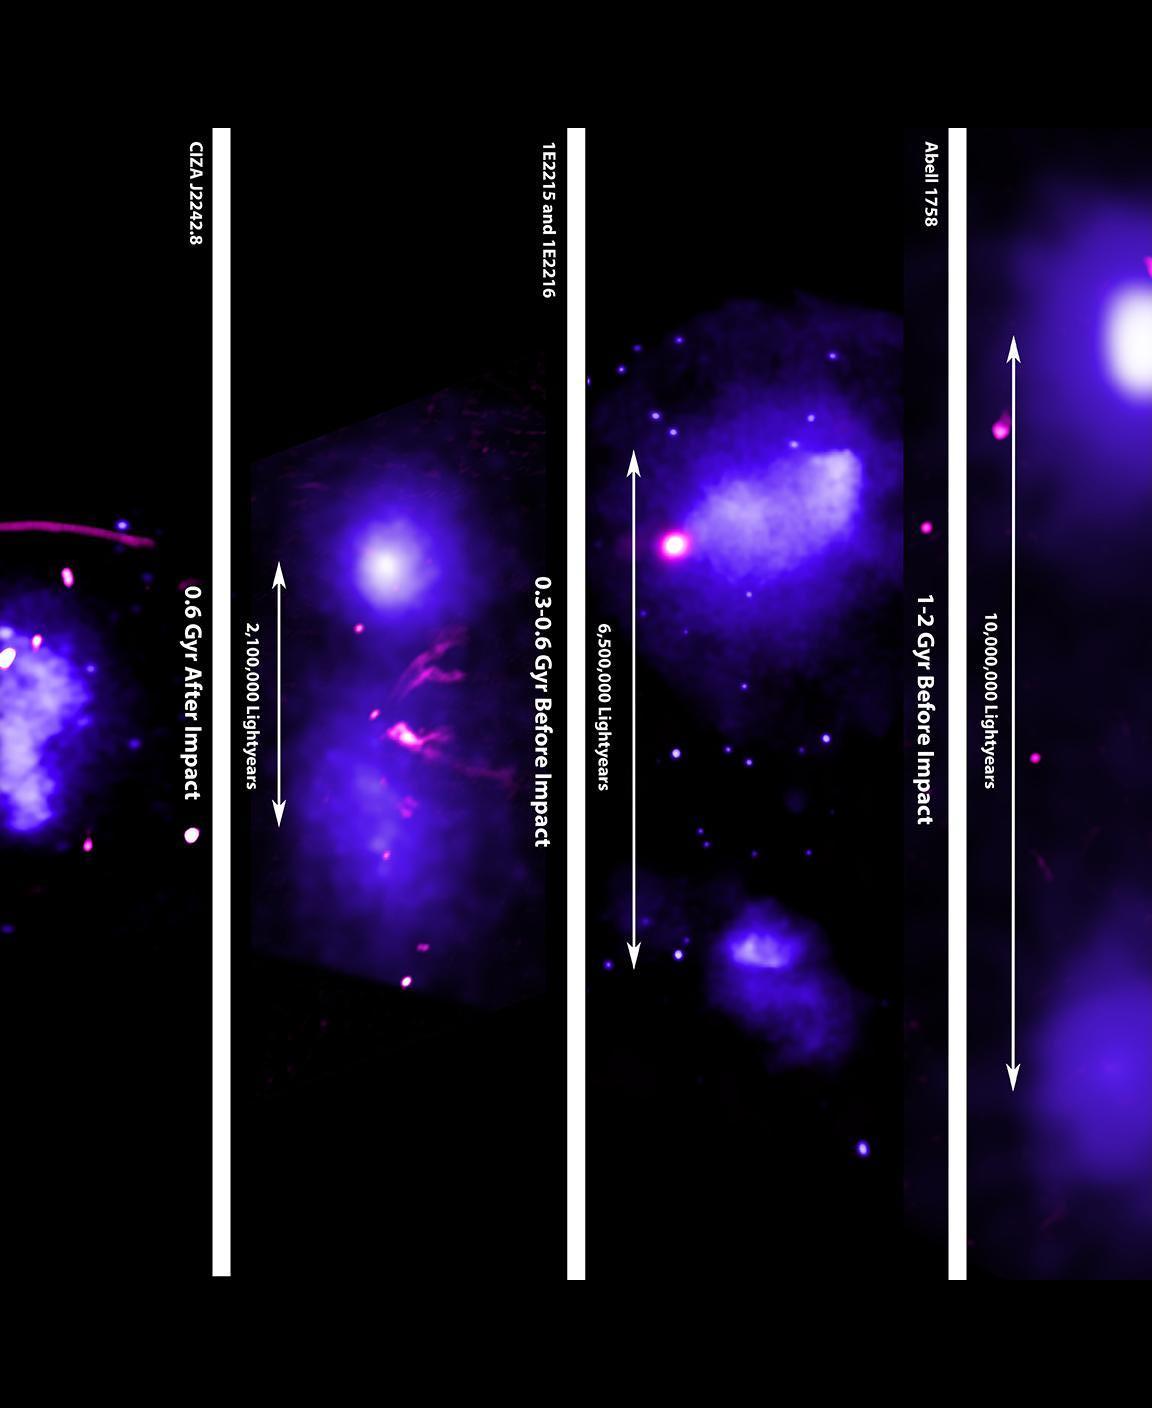 10,000,000 Lightyears
Abell 1758
1-2 Gyr Before Impact
6,500,000 Lightyears
1E2215 and 1E2216
0.3-0.6 Gyr Before Impact
2,100,000 Lightyears
CIZA J2242.8
0.6 Gyr After Impact